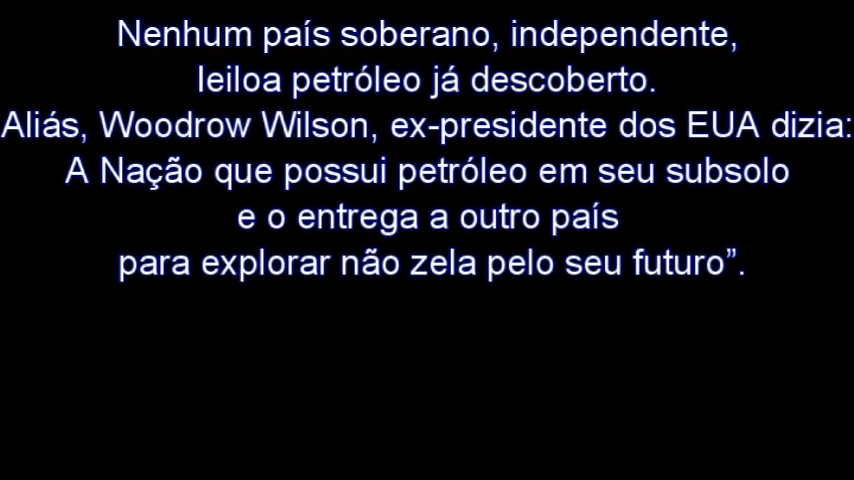 Nenhum país soberano, independente,
leiloa petróleo já descoberto.
Aliás, Woodrow Wilson, ex-presidente dos EUA dizia:
A Nação que possui petróleo em seu subsolo
e o entrega a outro país
para explorar não zela pelo seu futuro”.